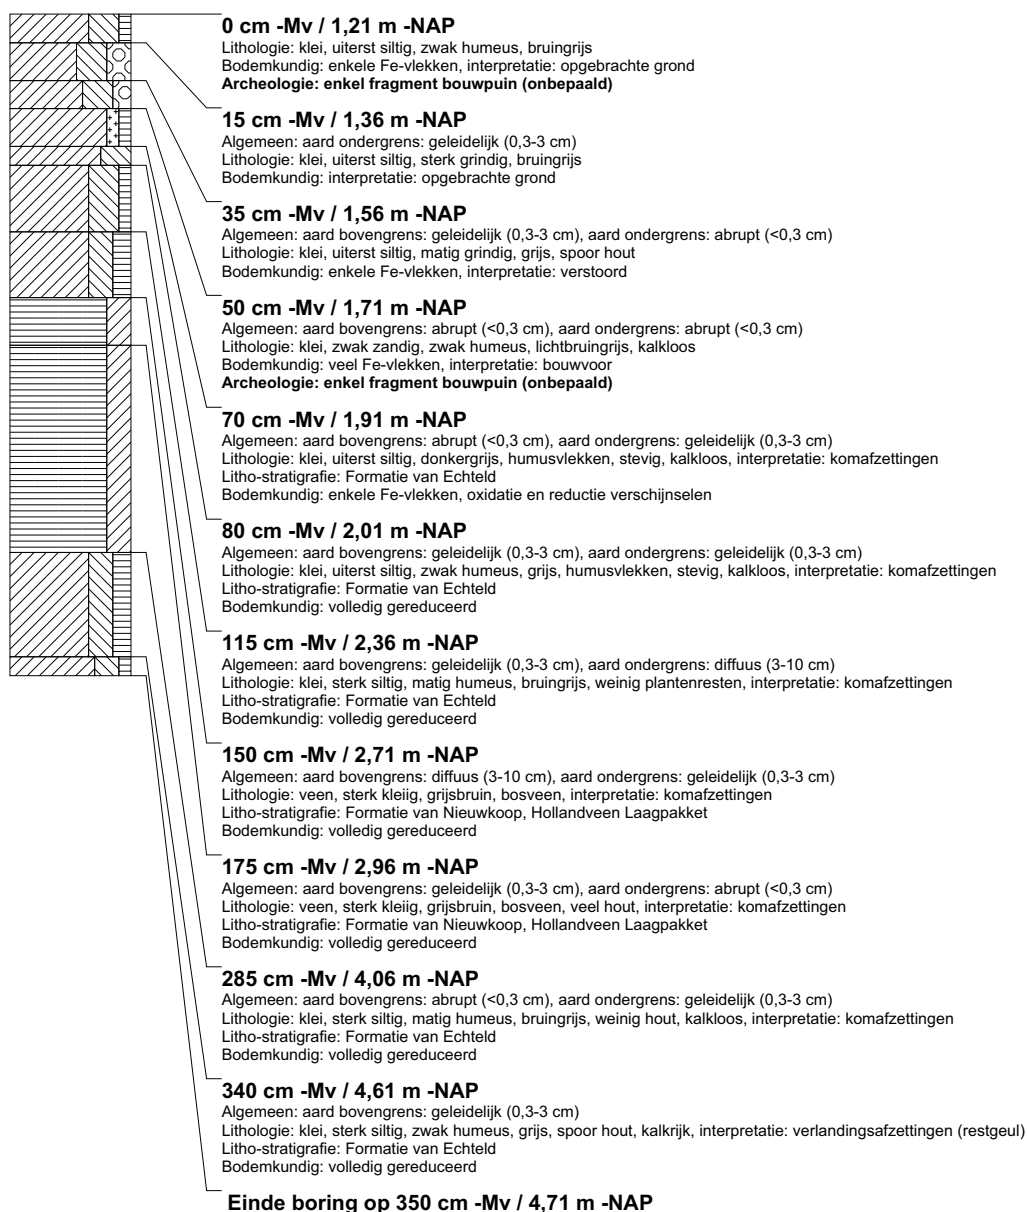 0 cm -Mv / 1,21 m -NAP
Lithologie: klei, uiterst siltig, zwak humeus, bruingrijs
Bodemkundig: enkele Fe-vlekken, interpretatie: opgebrachte grond
Archeologie: enkel fragment bouwpuin (onbepaald)
15 cm -Mv / 1,36 m -NAP
Algemeen: aard ondergrens: geleidelijk (0,3-3 cm)
Lithologie: klei, uiterst siltig, sterk grindig, bruingrijs
Bodemkundig: interpretatie: opgebrachte grond
35 cm -Mv / 1,56 m -NAP
Algemeen: aard bovengrens: geleidelijk (0,3-3 cm), aard ondergrens: abrupt (<0,3 cm)
Lithologie: klei, uiterst siltig, matig grindig, grijs, spoor hout
Bodemkundig: enkele Fe-vlekken, interpretatie: verstoord
50 cm -Mv / 1,71 m -NAP
Algemeen: aard bovengrens: abrupt (<0,3 cm), aard ondergrens: abrupt (<0,3 cm)
Lithologie: klei, zwak zandig, zwak humeus, lichtbruingrijs, kalkloos
Bodemkundig: veel Fe-vlekken, interpretatie: bouwvoor
Archeologie: enkel fragment bouwpuin (onbepaald)
70 cm -Mv / 1,91 m -NAP
Algemeen: aard bovengrens: abrupt (<0,3 cm), aard ondergrens: geleidelijk (0,3-3 cm)
Lithologie: klei, uiterst siltig, donkergrijs, humusvlekken, stevig, kalkloos, interpretatie: komafzettingen
Litho-stratigrafie: Formatie van Echteld
Bodemkundig: enkele Fe-vlekken, oxidatie en reductie verschijnselen
80 cm -Mv / 2,01 m -NAP
Algemeen: aard bovengrens: geleidelijk (0,3-3 cm), aard ondergrens: geleidelijk (0,3-3 cm)
Lithologie: klei, uiterst siltig, zwak humeus, grijs, humusvlekken, stevig, kalkloos, interpretatie: komafzettingen
Litho-stratigrafie: Formatie van Echteld
Bodemkundig: volledig gereduceerd
115 cm -Mv / 2,36 m -NAP
Algemeen: aard bovengrens: geleidelijk (0,3-3 cm), aard ondergrens: diffuus (3-10 cm)
Lithologie: klei, sterk siltig, matig humeus, bruingrijs, weinig plantenresten, interpretatie: komafzettingen
Litho-stratigrafie: Formatie van Echteld
Bodemkundig: volledig gereduceerd
150 cm -Mv / 2,71 m -NAP
Algemeen: aard bovengrens: diffuus (3-10 cm), aard ondergrens: geleidelijk (0,3-3 cm)
Lithologie: veen, sterk kleiig, grijsbruin, bosveen, interpretatie: komafzettingen
Litho-stratigrafie: Formatie van Nieuwkoop, Hollandveen Laagpakket
Bodemkundig: volledig gereduceerd
175 cm -Mv / 2,96 m -NAP
Algemeen: aard bovengrens: geleidelijk (0,3-3 cm), aard ondergrens: abrupt (<0,3 cm)
Lithologie: veen, sterk kleiig, grijsbruin, bosveen, veel hout, interpretatie: komafzettingen
Litho-stratigrafie: Formatie van Nieuwkoop, Hollandveen Laagpakket
Bodemkundig: volledig gereduceerd
285 cm -Mv / 4,06 m -NAP
Algemeen: aard bovengrens: abrupt (<0,3 cm), aard ondergrens: geleidelijk (0,3-3 cm)
Lithologie: klei, sterk siltig, matig humeus, bruingrijs, weinig hout, kalkloos, interpretatie: komafzettingen
Litho-stratigrafie: Formatie van Echteld
Bodemkundig: volledig gereduceerd
340 cm -Mv / 4,61 m -NAP
Algemeen: aard bovengrens: geleidelijk (0,3-3 cm)
Lithologie: klei, sterk siltig, zwak humeus, grijs, spoor hout, kalkrijk, interpretatie: verlandingsafzettingen (restgeul)
Litho-stratigrafie: Formatie van Echteld
Bodemkundig: volledig gereduceerd
Einde boring op 350 cm -Mv / 4,71 m -NAP